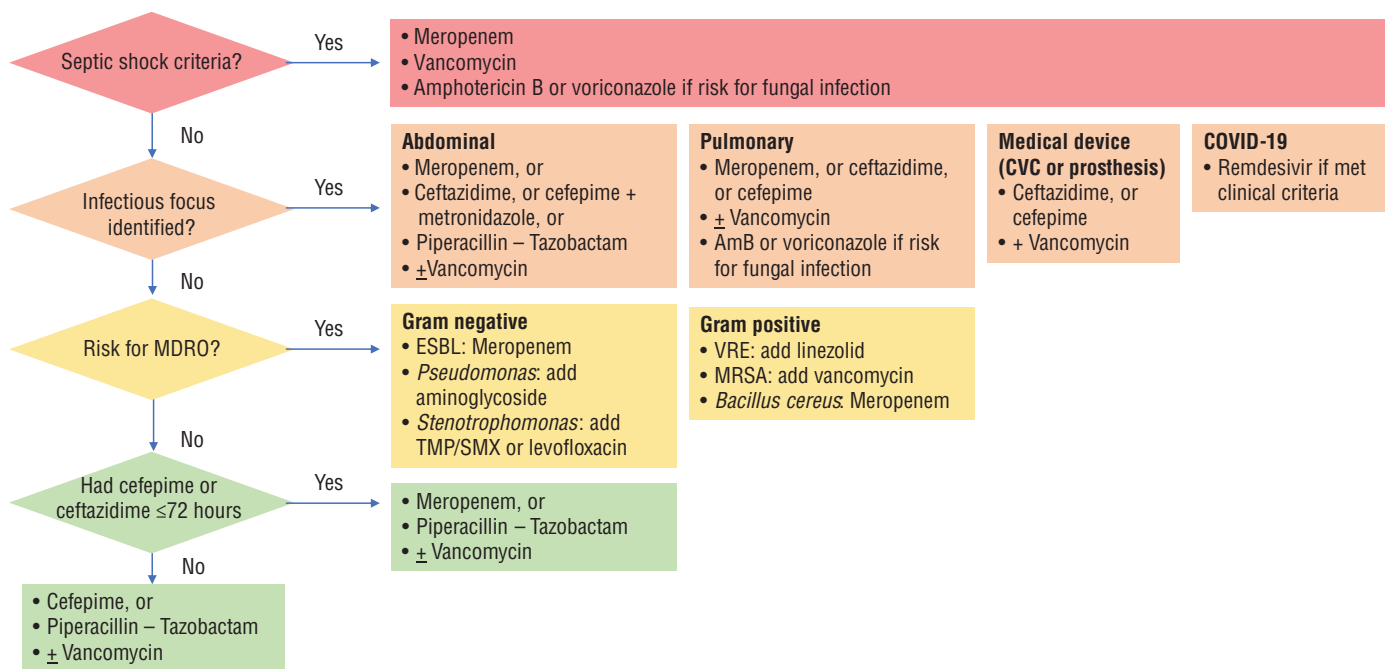 Septic shock criteria?
Yes
• Meropenem
• Vancomycin
• Amphotericin B or voriconazole if risk for fungal infection
No
Infectious focus
identified?
Yes
Abdominal
• Meropenem, or
• Ceftazidime, or cefepime +
metronidazole, or
• Piperacillin – Tazobactam
• ±Vancomycin
Pulmonary
• Meropenem, or ceftazidime,
or cefepime
• ± Vancomycin
• AmB or voriconazole if risk
for fungal infection
Medical device
(CVC or prosthesis)
• Ceftazidime, or
cefepime
• + Vancomycin
COVID-19
• Remdesivir if met
clinical criteria
No
Risk for MDRO?
Yes
Gram negative
• ESBL: Meropenem
• Pseudomonas: add
aminoglycoside
• Stenotrophomonas: add
TMP/SMX or levofloxacin
Gram positive
• VRE: add linezolid
• MRSA: add vancomycin
• Bacillus cereus: Meropenem
No
Had cefepime or
ceftazidime ≤72 hours
Yes
• Meropenem, or
• Piperacillin – Tazobactam
• ± Vancomycin
No
• Cefepime, or
• Piperacillin – Tazobactam
• ± Vancomycin